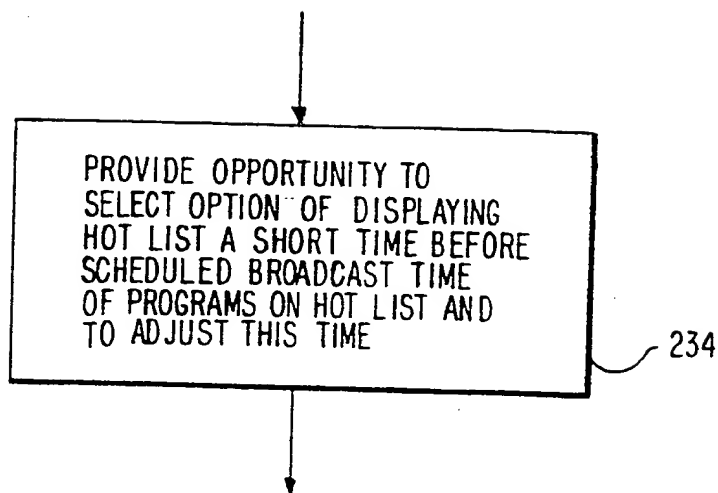 PROVIDE OPPORTUNITY TO
SELECT OPTION OF DISPLAYING
HOT LIST A SHORT TIME BEFORE
SCHEDULED BROADCAST TIME
OF PROGRAMS ON HOT LIST AND
TO ADJUST THIS TIME
234